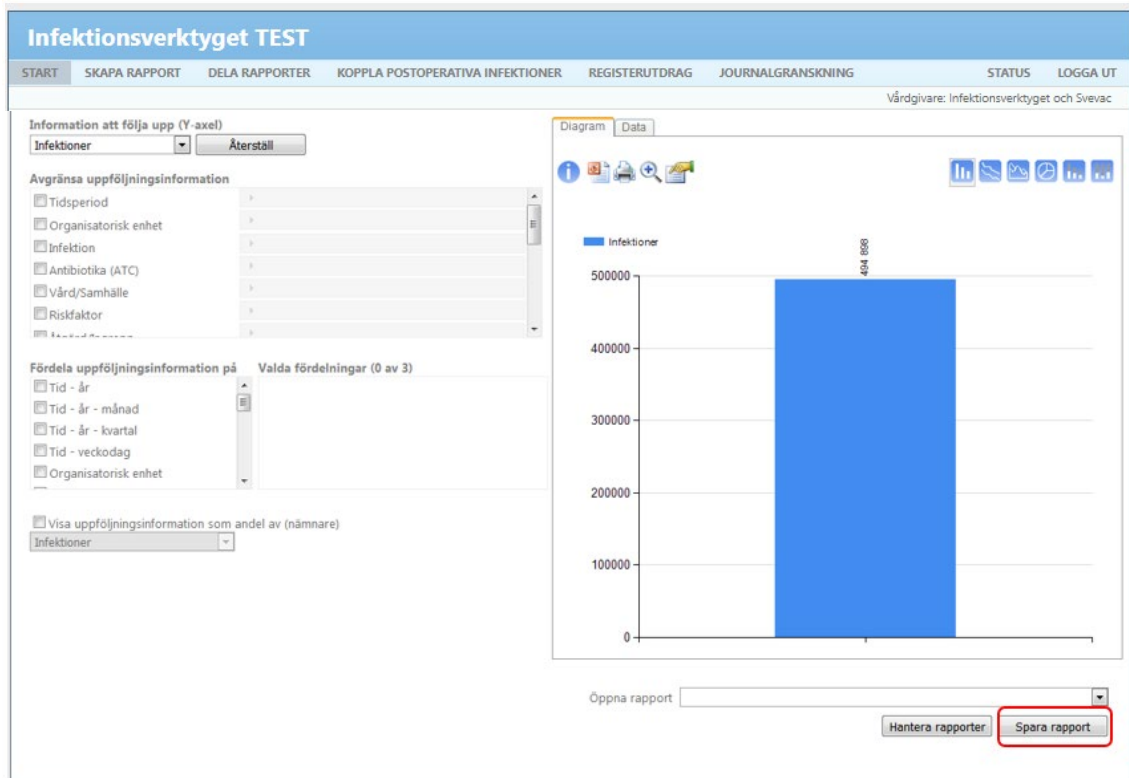 Infektionsverktyget TEST
START SKAPA RAPPORT DELA RAPPORTER KOPPLA POSTOPERATIVA INFEKTIONER REGISTERUTDRAG JOURNALGRANSKNING STATUS LOGGA UT
Vårdgivare: Infektionsverktyget och Svevac
Information att följa upp (Y-axel)
Infektioner Återställ
Avgränsa uppföljningsinformation
Tidsperiod
Organisatorisk enhet
Infektion
Antibiotika (ATC)
Vård/Samhälle
Riskfaktor
Fördela uppföljningsinformation på Valda fördelningar (0 av 3)
Tid - år
Tid - år - månad
Tid - år - kvartal
Tid - veckodag
Organisatorisk enhet
Visa uppföljningsinformation som andel av (nämnare)
Infektioner
Diagram Data
Infektioner
494 898
500000
400000
300000
200000
100000
0
Öppna rapport
Hantera rapporter Spara rapport